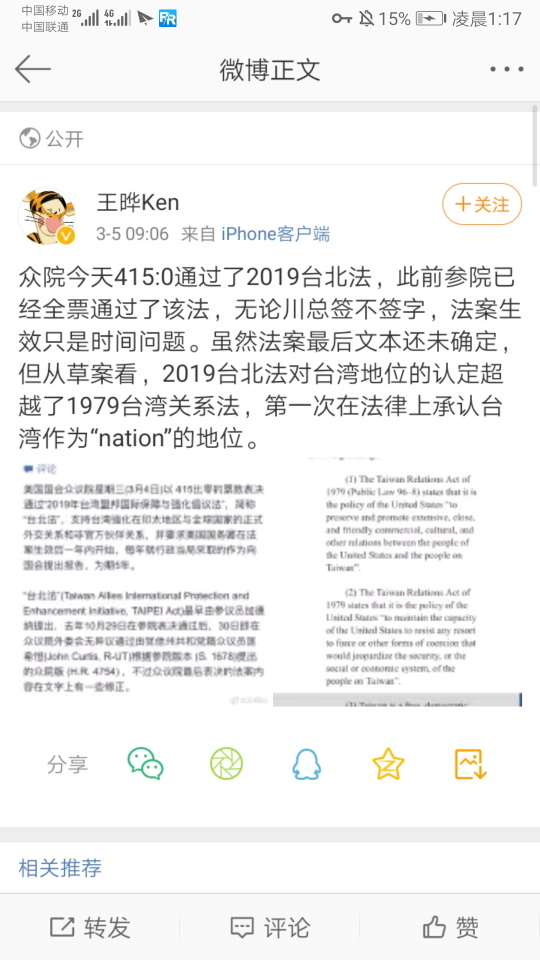 中国移动 2G 4G
中国联通
15% 凌晨1:17
微博正文
公开
王晔Ken
+关注
3-5 09:06 来自 iPhone客户端
众院今天415:0通过了2019台北法，此前参院已
经全票通过了该法，无论川总签不签字，法案生
效只是时间问题。虽然法案最后文本还未确定，
但从草案看，2019台北法对台湾地位的认定超
越了1979台湾关系法，第一次在法律上承认台
湾作为“nation”的地位。
评论
美国国会众议院星期三(3月4日)以 415比零的票数表决
通过“2019年台湾盟邦国际保障与强化倡议法”，简称
“台北法”，支持台湾强化在印太地区与全球国家的正式
外交关系和非官方伙伴关系，并要求美国国务院在法
案生效后一年内开始，每年就行政当局采取的作为向
国会提出报告，为期5年。
“台北法”(Taiwan Allies International Protection and
Enhancement Initiative, TAIPEI Act)最早由参议员加德
纳提出，去年10月29日在参院表决通过后，30日即在
众议院外委会无异议通过由犹他州共和党籍众议员
希恒(John Curtis, R-UT)根据参院版本 (S. 1678)提出
的众院版 (H.R. 4754)，不过众议院最后表决的法案内
容在文字上有一些修正。
(1) The Taiwan Relations Act of
1979 (Public Law 96–8) states that it is
the policy of the United States “to
preserve and promote extensive, close,
and friendly commercial, cultural, and
other relations between the people of
the United States and the people on
Taiwan”.
(2) The Taiwan Relations Act of
1979 states that it is the policy of the
United States “to maintain the capacity
of the United States to resist any resort
to force or other forms of coercion that
would jeopardize the security, or the
social or economic system, of the
people on Taiwan”.
(3) Taiwan is a free, democratic
分享
相关推荐
转发 评论 赞